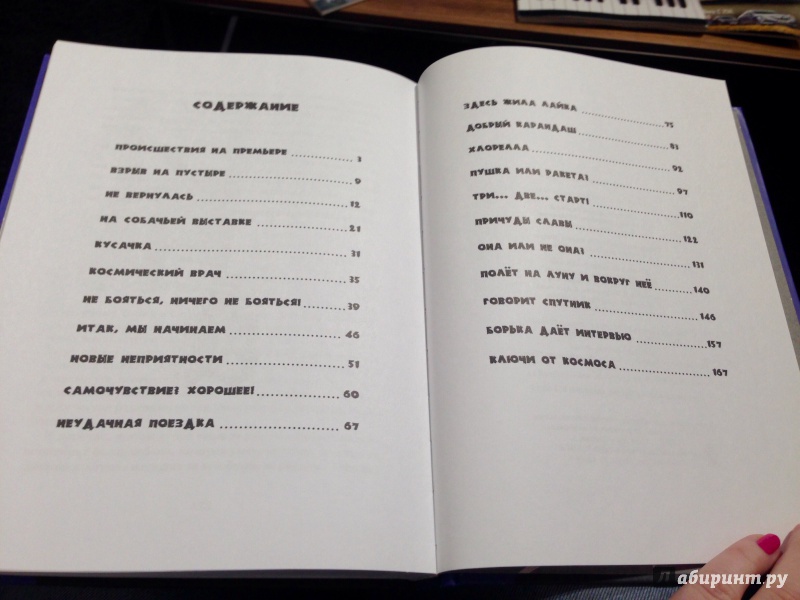 СОДЕРЖАНИЕ
ПРОИСШЕСТВИЯ НА ПРЕМЬЕРЕ 3
ВЗРЫВ НА ПУСТЫРЕ 9
НЕ ВЕРНУЛАСЬ 12
НА СОБАЧЬЕЙ ВЫСТАВКЕ 21
КУСАЧКА 31
КОСМИЧЕСКИЙ ВРАЧ 35
НЕ БОЯТЬСЯ, НИЧЕГО НЕ БОЯТЬСЯ! 39
ИТАК, МЫ НАЧИНАЕМ 46
НОВЫЕ НЕПРИЯТНОСТИ 51
САМОЧУВСТВИЕ? ХОРОШЕЕ! 60
НЕУДАЧНАЯ ПОЕЗДКА 67
ЗДЕСЬ ЖИЛА ЛАЙКА 75
ДОБРЫЙ КАРАНДАШ 81
ХЛОРЕЛЛА 92
ПУШКА ИЛИ РАКЕТА? 97
ТРИ... ДВЕ... СТАРТ! 110
ПРИЧУДЫ СЛАВЫ 122
ОНА ИЛИ НЕ ОНА? 131
ПОЛЁТ НА ЛУНУ И ВОКРУГ НЕЁ 140
ГОВОРИТ СПУТНИК 146
БОРЬКА ДАЁТ ИНТЕРВЬЮ 157
КЛЮЧИ ОТ КОСМОСА 167
Лабиринт.ру